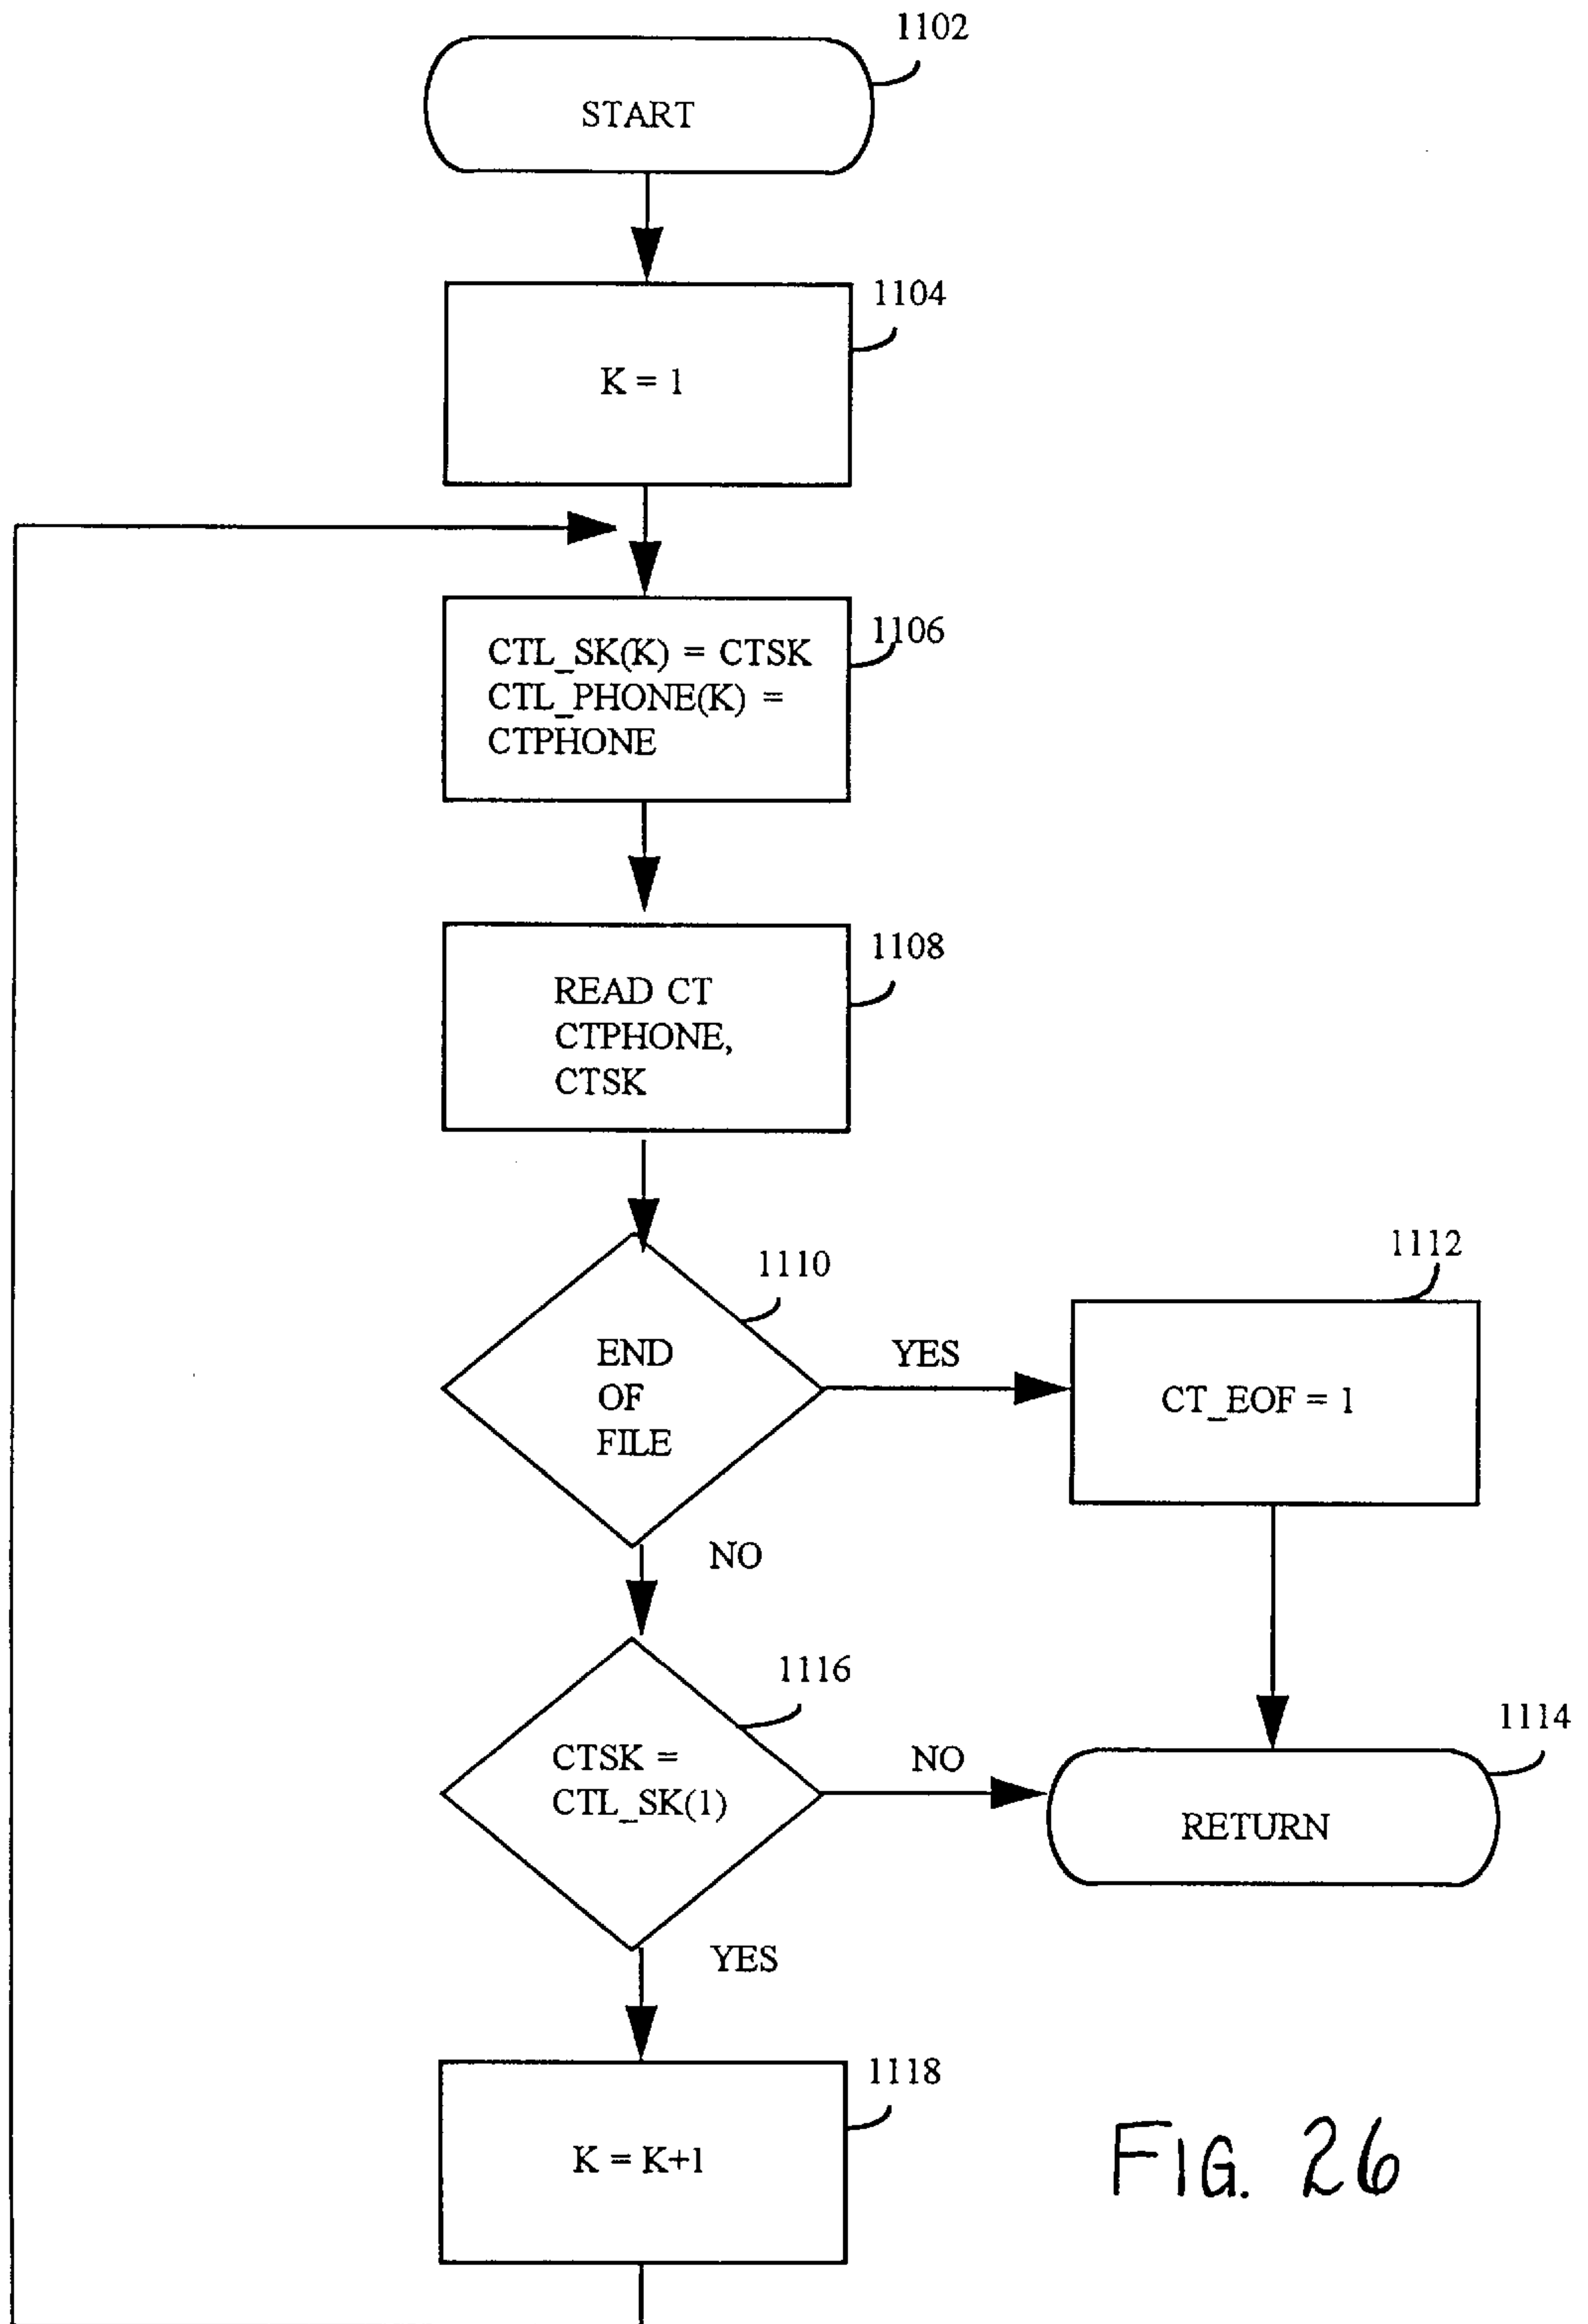 1102
START
1104
K = 1
1106
CTL_SK(K) = CTSK
CTL_PHONE(K) =
CTPHONE
1108
READ CT
CTPHONE,
CTSK
1110
END
OF
FILE
YES
1112
CT_EOF = 1
NO
1116
CTSK =
CTL_SK(1)
NO
1114
RETURN
YES
1118
K = K+1
FIG. 26